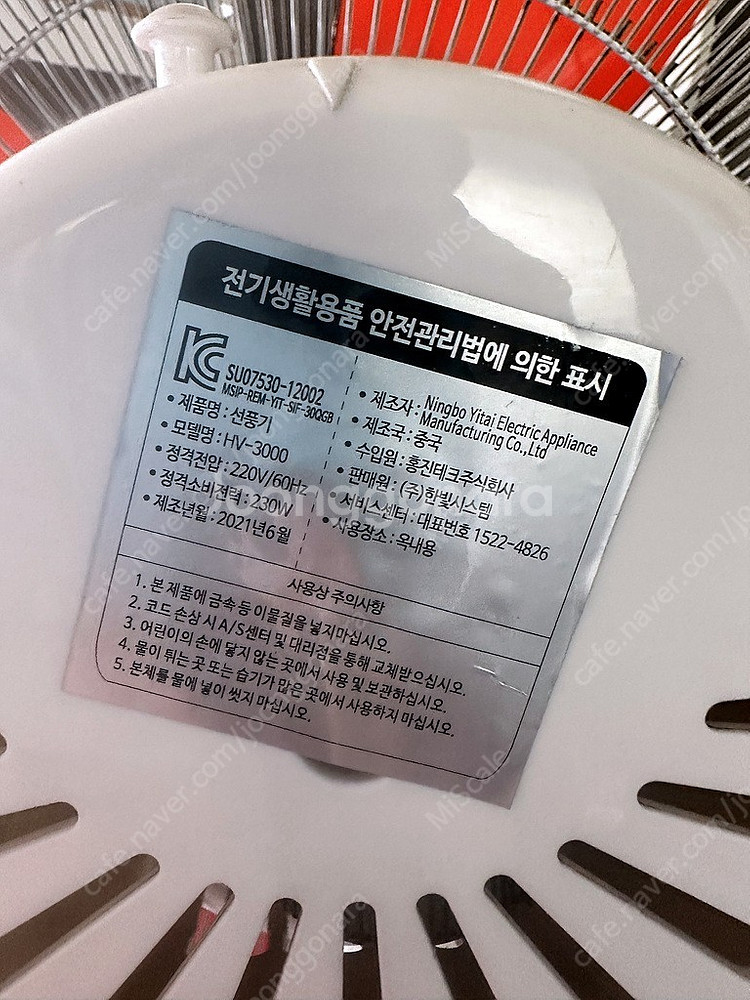 전기생활용품 안전관리법에 의한 표시
SU07530-12002
MSIP-REM-YIT-SIF-30QGB
• 제품명 : 선풍기
• 모델명 : HV-3000
• 정격전압 : 220V/60Hz
• 정격소비전력 : 230W
• 제조년월 : 2021년 6월
• 제조자 : Ningbo Yitai Electric Appliance
Manufacturing Co.,Ltd
• 제조국 : 중국
• 수입원 : 홍진테크주식회사
• 판매원 : (주)한빛시스템
서비스센터 : 대표번호 1522-4826
• 사용장소 : 옥내용
사용상 주의사항
1. 본 제품에 금속 등 이물질을 넣지마십시오.
2. 코드 손삼 시 A/S센터 및 대리점을 통해 교체받으십시오.
3. 어린이의 손에 닿지 않는 곳에서 사용 및 보관하십시오.
4. 물이 튀는 곳 또는 습기가 많은 곳에서 사용하지 마십시오.
5. 본체를 물에 넣어 씻지 마십시오.
Joonggonara
cafe.naver.com/joonggonara
MiScale